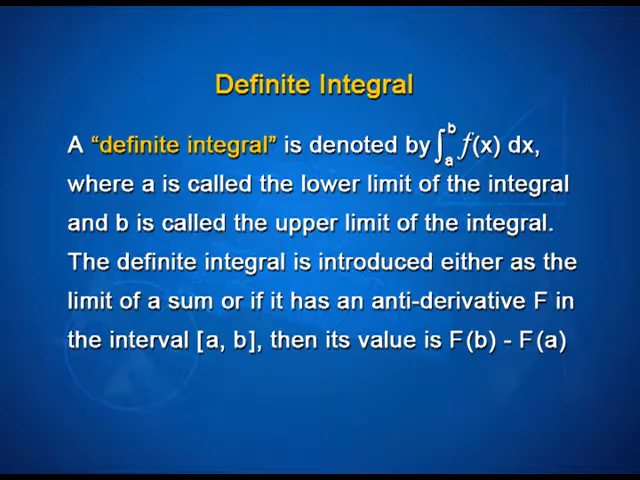 Definite Integral
A “definite integral” is denoted by ∫ₐᵇ f(x) dx,
where a is called the lower limit of the integral
and b is called the upper limit of the integral.
The definite integral is introduced either as the
limit of a sum or if it has an anti-derivative F in
the interval [a, b], then its value is F(b) - F(a)